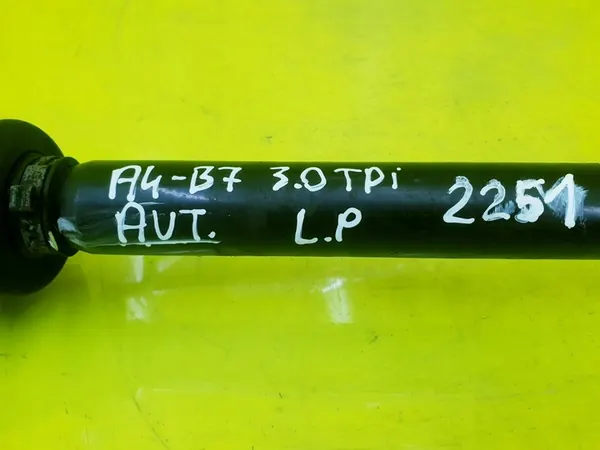 A4-B7 3.0 TDi 2251
AUT. L.P